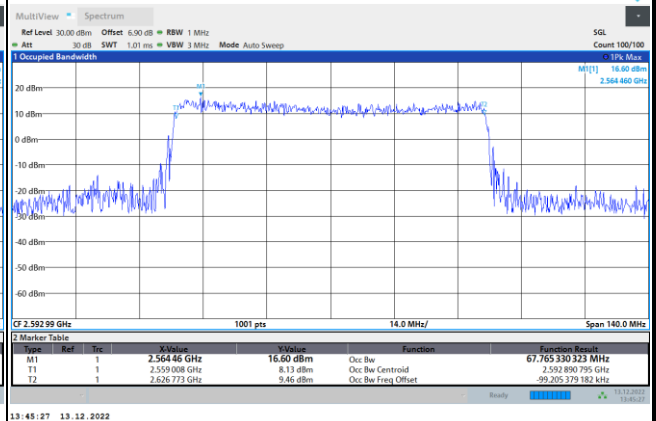 MultiView Spectrum
Ref Level 30.00 dBm Offset 6.90 dB RBW 1 MHz SGL
Att 30 dB SWT 1.01 ms VBW 3 MHz Mode Auto Sweep Count 100/100
1 Occupied Bandwidth 1Pk Max
M1[1] 16.60 dBm
2.564 460 GHz
M1
T1 T2
20 dBm
10 dBm
0 dBm
-10 dBm
-20 dBm
-30 dBm
-40 dBm
-50 dBm
-60 dBm
CF 2.592 99 GHz 1001 pts 14.0 MHz/ Span 140.0 MHz
2 Marker Table
Type Ref Trc X-Value Y-Value Function Function Result
M1 1 2.564 46 GHz 16.60 dBm Occ Bw 67.765 330 323 MHz
T1 1 2.559 008 GHz 8.13 dBm Occ Bw Centroid 2.592 890 795 GHz
T2 1 2.626 773 GHz 9.46 dBm Occ Bw Freq Offset -99.205 379 182 kHz
Ready 13.12.2022
13:45:27
13:45:27 13.12.2022